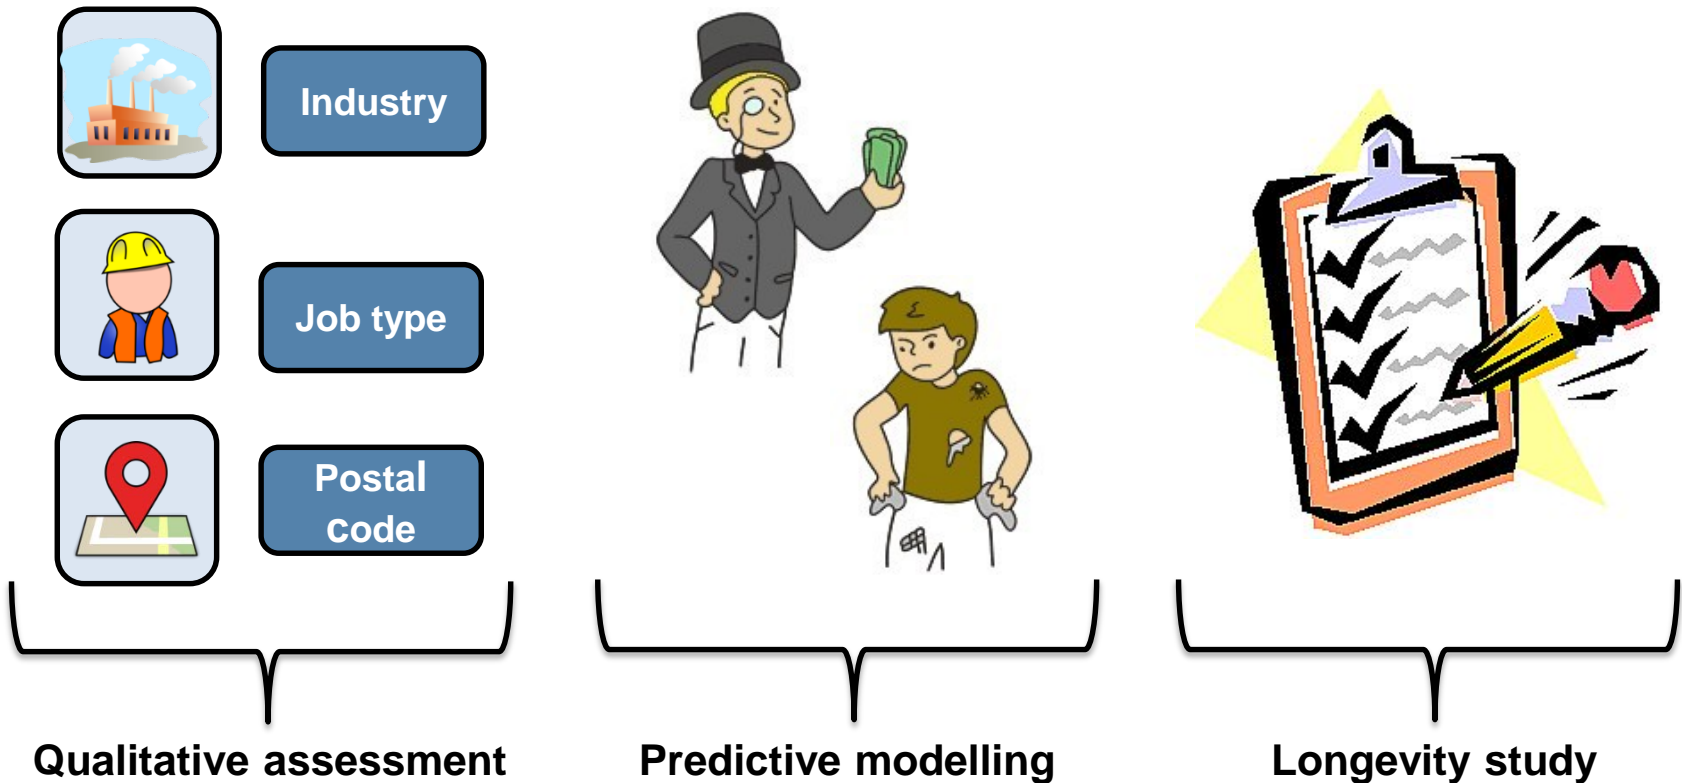 Industry
Job type
Postal
code
Qualitative assessment
Predictive modelling
Longevity study